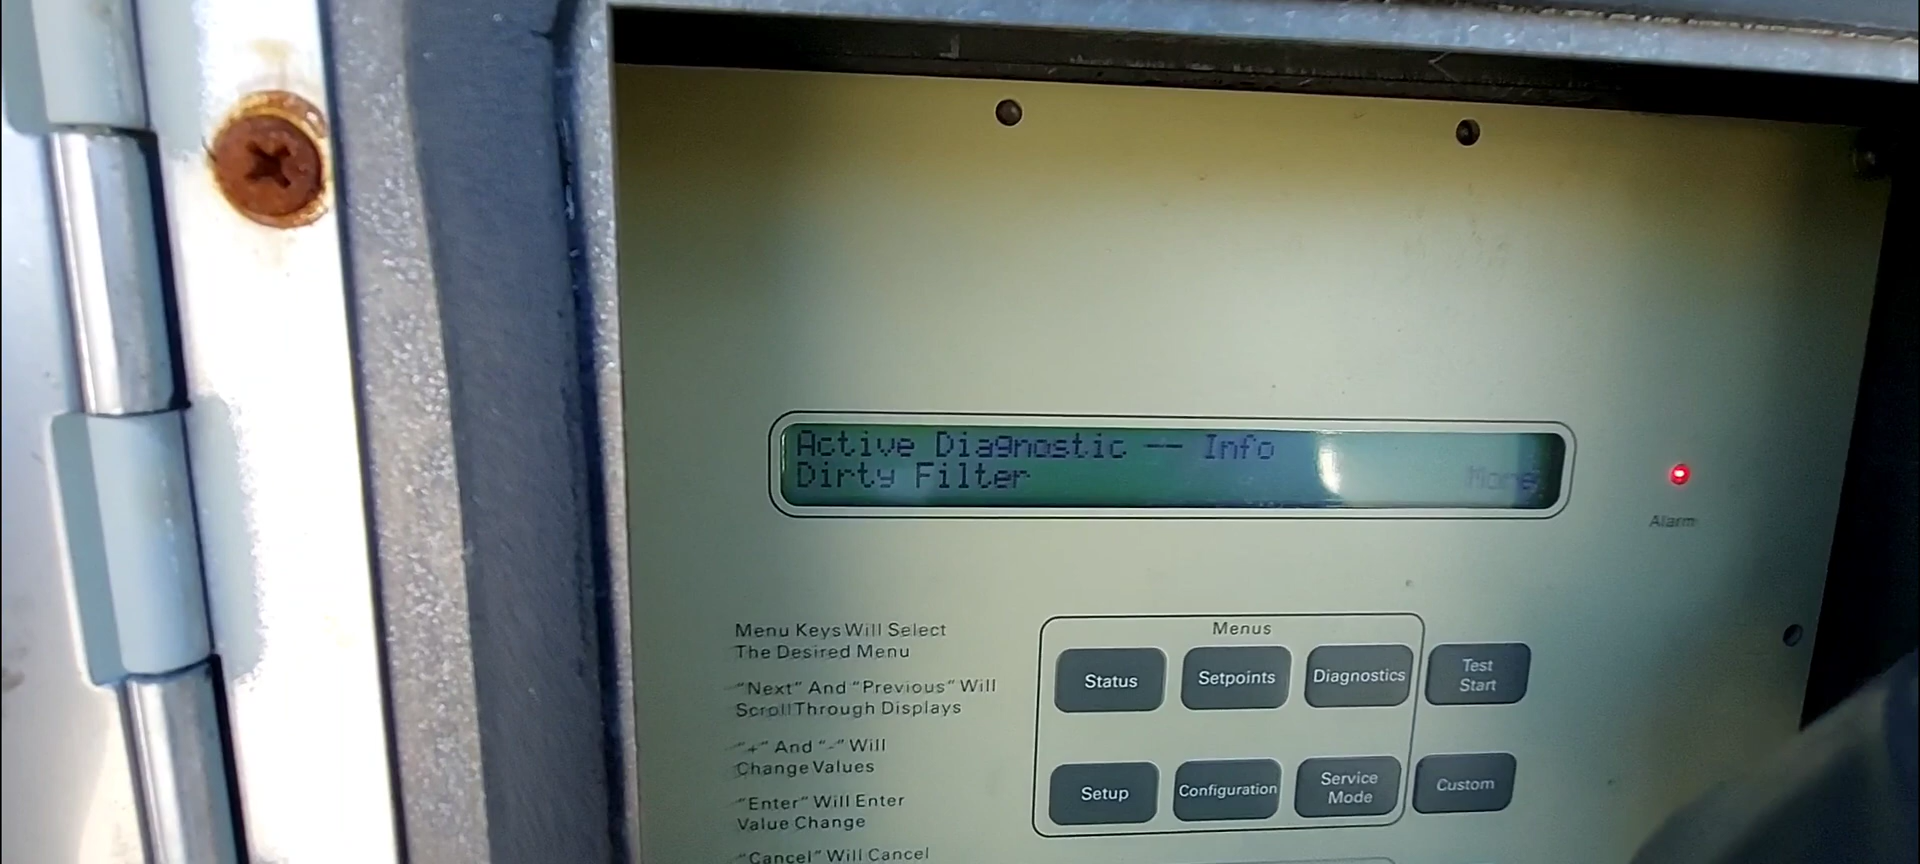 Active Diagnostic -- Info
Dirty Filter More
Alarm
Menu Keys Will Select
The Desired Menu
"Next" And "Previous" Will
Scroll Through Displays
"+" And "-" Will
Change Values
"Enter" Will Enter
Value Change
"Cancel" Will Cancel
Menus
Status
Setpoints
Diagnostics
Test
Start
Setup
Configuration
Service
Mode
Custom